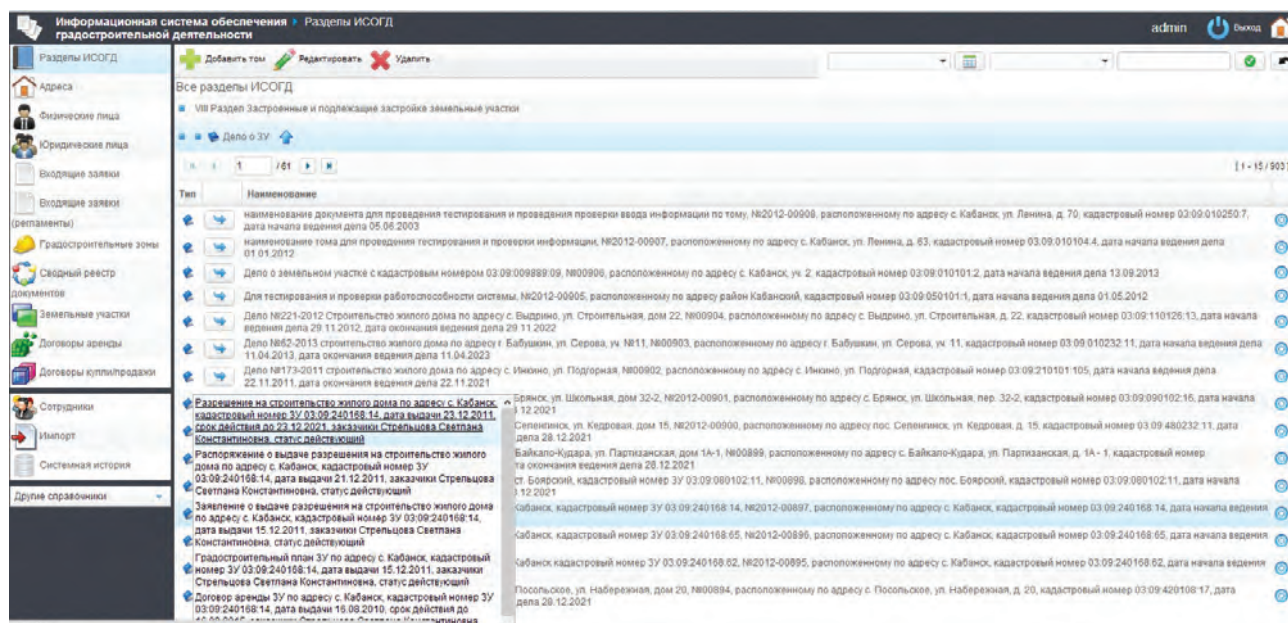 Информационная система обеспечения градостроительной деятельности
Разделы ИСОГД
admin
Выход
Разделы ИСОГД
Адреса
Физические лица
Юридические лица
Входящие заявки
Входящие заявки
(регламенты)
Градостроительные зоны
Сводный реестр
документов
Земельные участки
Договоры аренды
Договоры купли/продажи
Сотрудники
Импорт
Системная история
Другие справочники
Добавить том
Редактировать
Удалить
Все разделы ИСОГД
VIII Раздел Застроенные и подлежащие застройке земельные участки
Дело о ЗУ
1 / 61
[ 1 - 15 / 903 ]
Тип
Наименование
наименование документа для проведения тестирования и проведения проверки ввода информации по тому, №2012-00908, расположенному по адресу с. Кабанск, ул. Ленина, д. 70, кадастровый номер 03:09:010250:7,
дата начала ведения дела 05.06.2003
наименование тома для проведения тестирования и проверки информации, №2012-00907, расположенному по адресу с. Кабанск, ул. Ленина, д. 63, кадастровый номер 03:09:010104:4, дата начала ведения дела
01.01.2012
Дело о земельном участке с кадастровым номером 03:09:009889:09, №00906, расположенному по адресу с. Кабанск, уч. 2, кадастровый номер 03:09:010101:2, дата начала ведения дела 13.09.2013
Для тестирования и проверки работоспособности системы, №2012-00905, расположенному по адресу район Кабанский, кадастровый номер 03:09:050101:1, дата начала ведения дела 01.05.2012
Дело №221-2012 Строительство жилого дома по адресу с. Выдрино, ул. Строительная, дом 22, №00904, расположенному по адресу с. Выдрино, ул. Строительная, д. 22, кадастровый номер 03:09:110126:13, дата начала
ведения дела 29.11.2012, дата окончания ведения дела 29.11.2022
Дело №62-2013 строительство жилого дома по адресу г. Бабушкин, ул. Серова, уч. №11, №00903, расположенному по адресу г. Бабушкин, ул. Серова, уч. 11, кадастровый номер 03:09:010232:11, дата начала ведения дела
11.04.2013, дата окончания ведения дела 11.04.2023
Дело №173-2011 строительство жилого дома по адресу с. Инкино, ул. Подгорная, №00902, расположенному по адресу с. Инкино, ул. Подгорная, кадастровый номер 03:09:210101:105, дата начала ведения дела
22.11.2011, дата окончания ведения дела 22.11.2021
Разрешение на строительство жилого дома по адресу с. Кабанск,
кадастровый номер ЗУ 03:09:240168:14, дата выдачи 23.12.2011,
срок действия до 23.12.2021, заказчики Стрельцова Светлана
Константиновна, статус действующий
Распоряжение о выдаче разрешения на строительство жилого
дома по адресу с. Кабанск, кадастровый номер ЗУ
03:09:240168:14, дата выдачи 21.12.2011, заказчики Стрельцова
Светлана Константиновна, статус действующий
Заявление о выдаче разрешения на строительство жилого дома
по адресу с. Кабанск, кадастровый номер ЗУ 03:09:240168:14,
дата выдачи 15.12.2011, заказчики Стрельцова Светлана
Константиновна, статус действующий
Градостроительный план ЗУ по адресу с. Кабанск, кадастровый
номер ЗУ 03:09:240168:14, дата выдачи 15.12.2011, заказчики
Стрельцова Светлана Константиновна, статус действующий
Договор аренды ЗУ по адресу с. Кабанск, кадастровый номер ЗУ
03:09:240168:14, дата выдачи 16.08.2010, срок действия до
Брянск, ул. Школьная, дом 32-2, №2012-00901, расположенному по адресу с. Брянск, ул. Школьная, пер. 32-2, кадастровый номер 03:09:090102:16, дата начала
12.2021
Селенгинск, ул. Кедровая, дом 15, №2012-00900, расположенному по адресу пос. Селенгинск, ул. Кедровая, д. 15, кадастровый номер 03:09:480232:11, дата
дела 28.12.2021
Байкало-Кудара, ул. Партизанская, дом 1А-1, №00899, расположенному по адресу с. Байкало-Кудара, ул. Партизанская, д. 1А - 1, кадастровый номер
та окончания ведения дела 28.12.2021
ст. Боярский, кадастровый номер ЗУ 03:09:080102:11, №00898, расположенному по адресу пос. Боярский, кадастровый номер 03:09:080102:11, дата начала
12.2021
Кабанск, кадастровый номер ЗУ 03:09:240168:14, №2012-00897, расположенному по адресу с. Кабанск, кадастровый номер ЗУ 03:09:240168:14, дата начала ведения
Кабанск, кадастровый номер ЗУ 03:09:240168:65, №2012-00896, расположенному по адресу с. Кабанск, кадастровый номер ЗУ 03:09:240168:65, дата начала ведения
Кабанск, кадастровый номер ЗУ 03:09:240168:62, №2012-00895, расположенному по адресу с. Кабанск, кадастровый номер ЗУ 03:09:240168:62, дата начала ведения
Посольское, ул. Набережная, дом 20, №00894, расположенному по адресу с. Посольское, ул. Набережная, д. 20, кадастровый номер 03:09:420108:17, дата
дела 28.12.2021